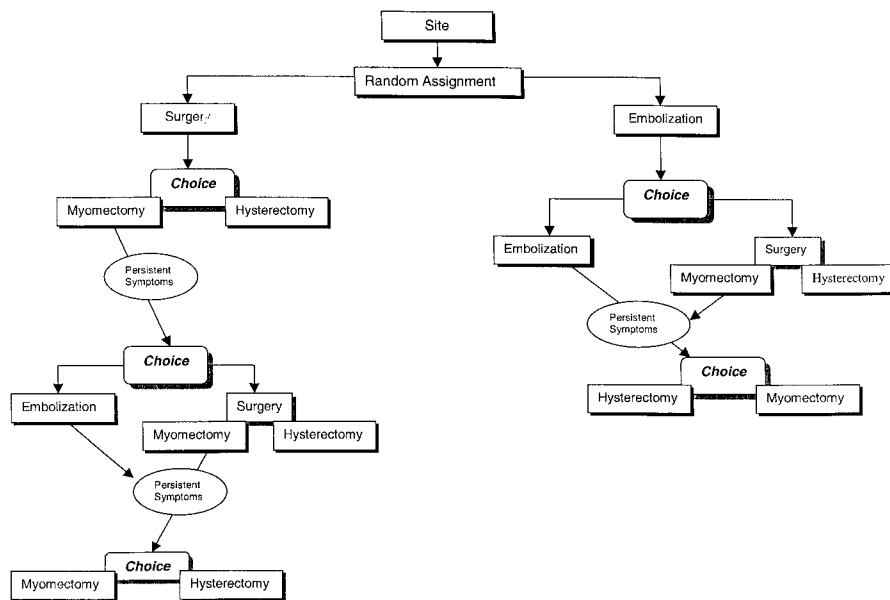 Site
Random Assignment
Surgery
Embolization
Choice
Myomectomy
Hysterectomy
Choice
Embolization
Surgery
Myomectomy
Hysterectomy
Persistent
Symptoms
Persistent
Symptoms
Choice
Hysterectomy
Myomectomy
Choice
Embolization
Surgery
Myomectomy
Hysterectomy
Persistent
Symptoms
Choice
Myomectomy
Hysterectomy